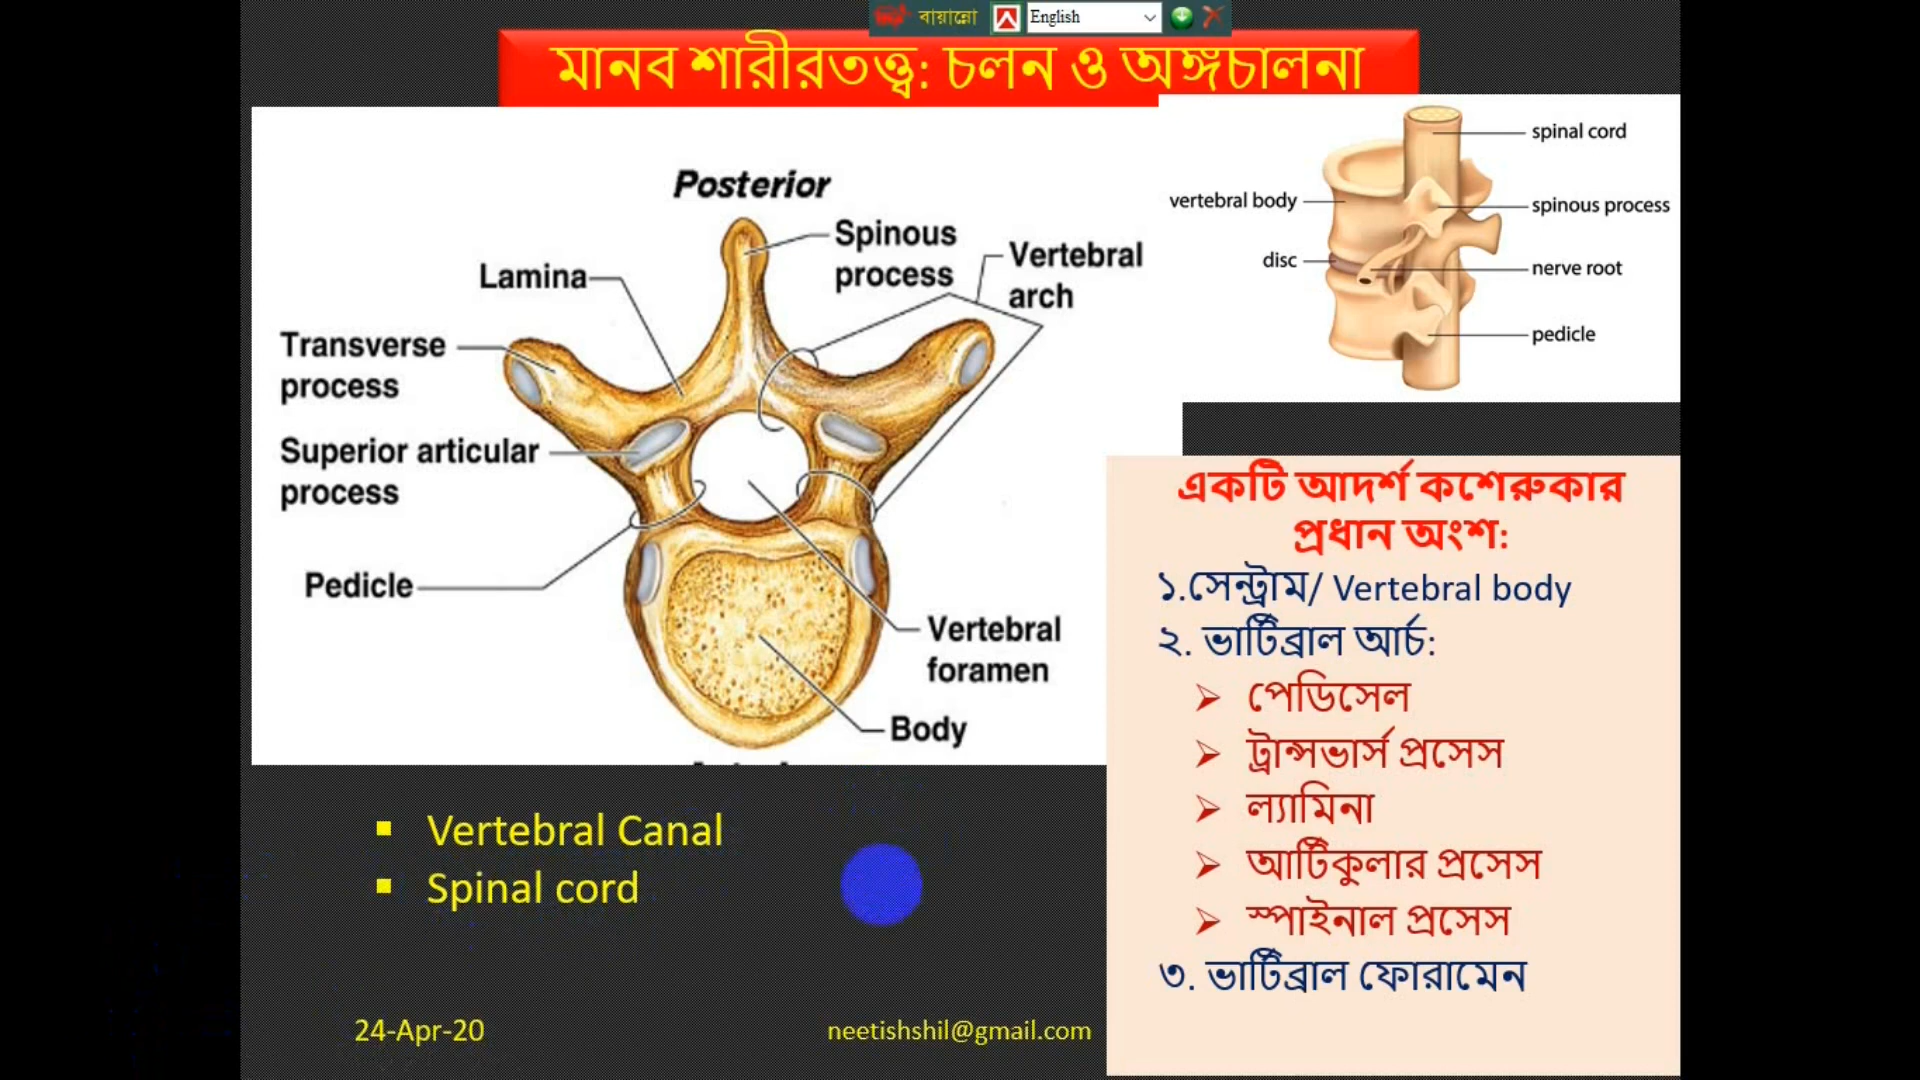 বায়ান্নো
English
মানব শারীরতত্ত্ব: চলন ও অঙ্গচালনা
Posterior
Spinous
process
Vertebral
arch
Lamina
Transverse
process
Superior articular
process
Pedicle
Vertebral
foramen
Body
spinal cord
vertebral body
spinous process
disc
nerve root
pedicle
একটি আদর্শ কশেরুকার
প্রধান অংশ:
১.সেন্ট্রাম/ Vertebral body
২. ভার্টিব্রাল আর্চ:
➢ পেডিসেল
➢ ট্রান্সভার্স প্রসেস
➢ ল্যামিনা
➢ আর্টিকুলার প্রসেস
➢ স্পাইনাল প্রসেস
৩. ভার্টিব্রাল ফোরামেন
▪ Vertebral Canal
▪ Spinal cord
24-Apr-20
neetishshil@gmail.com